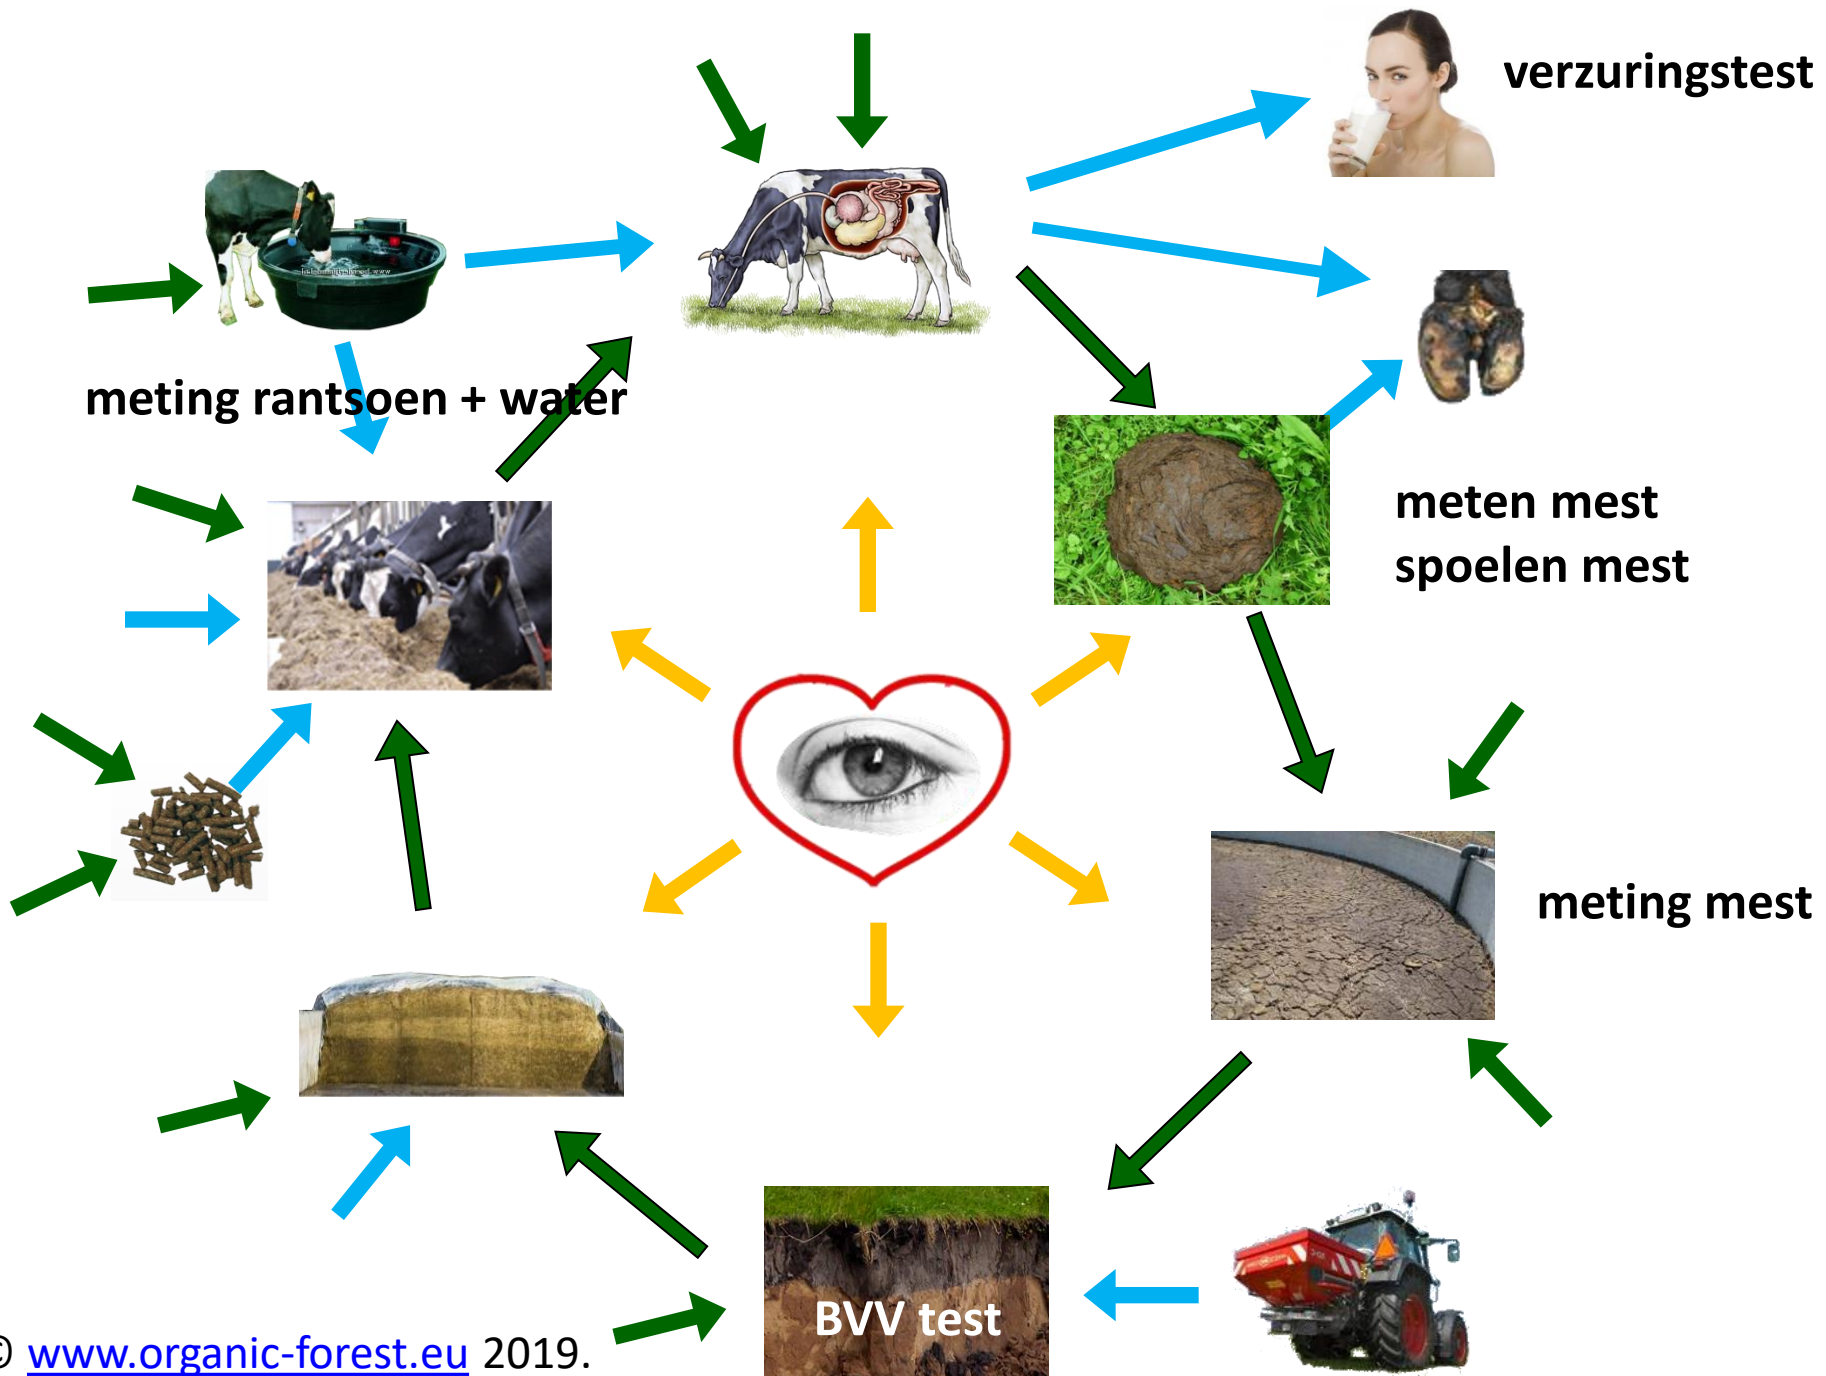 verzuringstest
meting rantsoen + water
meten mest
spoelen mest
meting mest
BVV test
© www.organic-forest.eu 2019.